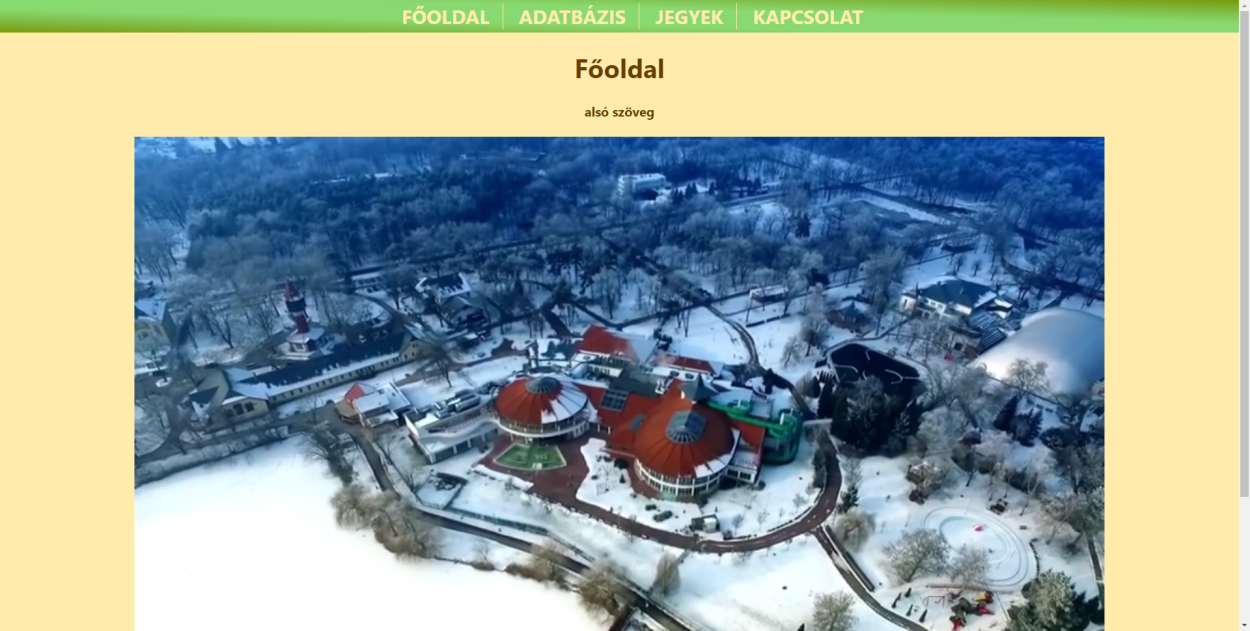 FŐOLDAL ADATBÁZIS JEGYEK KAPCSOLAT
Főoldal
alsó szöveg